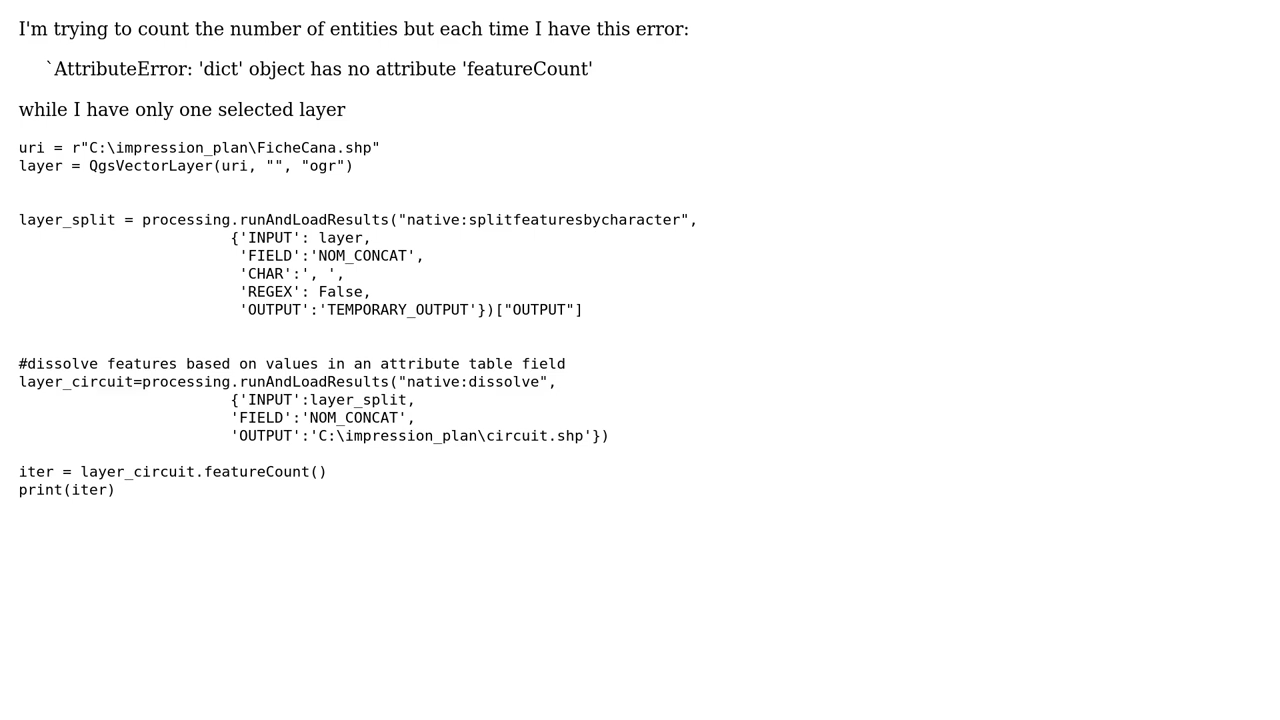 I'm trying to count the number of entities but each time I have this error:
`AttributeError: 'dict' object has no attribute 'featureCount'
while I have only one selected layer
uri = r"C:\impression_plan\FicheCana.shp"
layer = QgsVectorLayer(uri, "", "ogr")
layer_split = processing.runAndLoadResults("native:splitfeaturesbycharacter",
{'INPUT': layer,
'FIELD':'NOM_CONCAT',
'CHAR':', ',
'REGEX': False,
'OUTPUT':'TEMPORARY_OUTPUT'})["OUTPUT"]
#dissolve features based on values in an attribute table field
layer_circuit=processing.runAndLoadResults("native:dissolve",
{'INPUT':layer_split,
'FIELD':'NOM_CONCAT',
'OUTPUT':'C:\impression_plan\circuit.shp'})
iter = layer_circuit.featureCount()
print(iter)